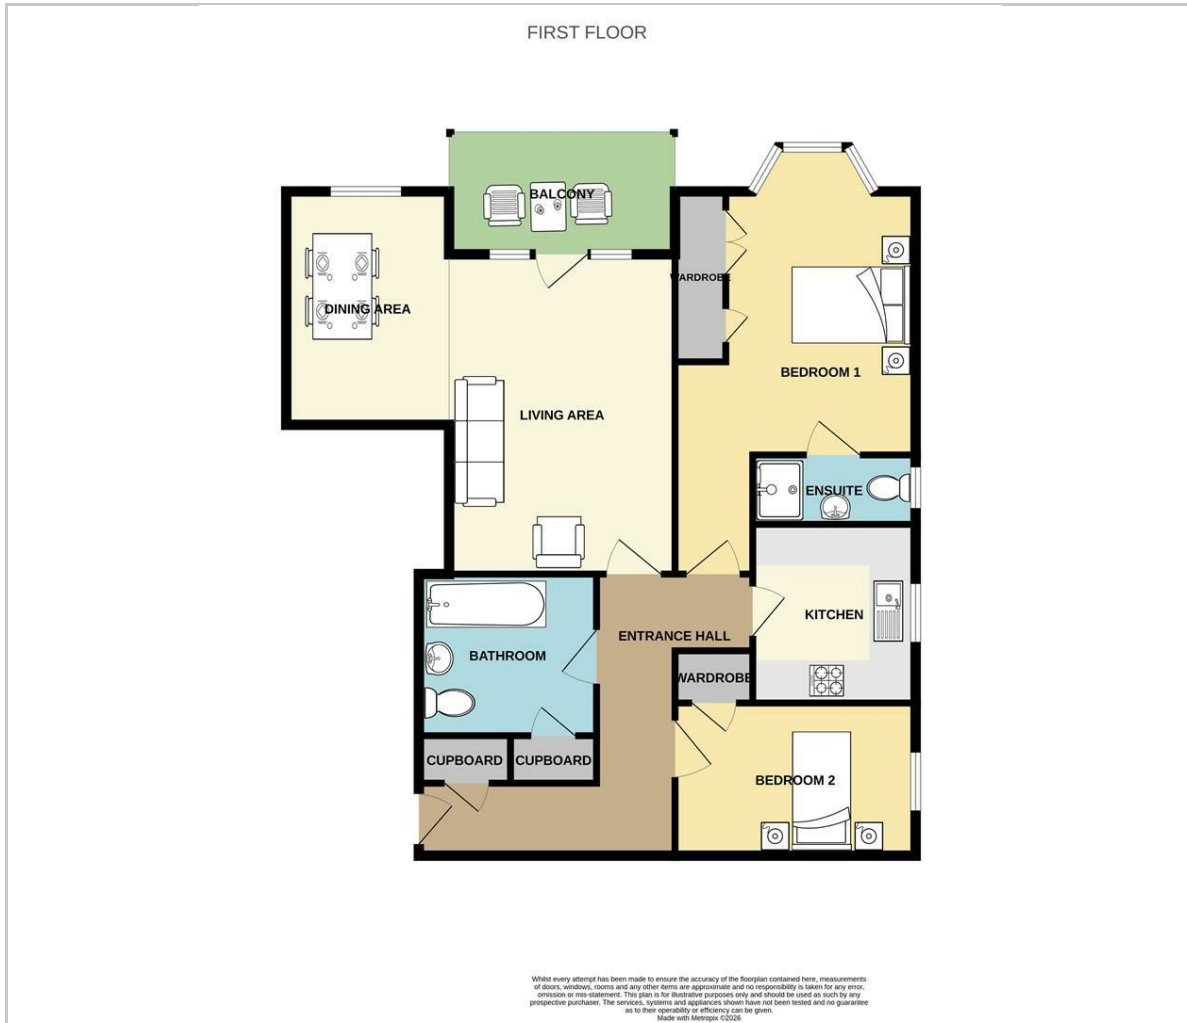 FIRST FLOOR
BALCONY
WARDROBE
DINING AREA
BEDROOM 1
LIVING AREA
ENSUITE
KITCHEN
ENTRANCE HALL
BATHROOM
WARDROBE
CUPBOARD
CUPBOARD
BEDROOM 2
Whilst every attempt has been made to ensure the accuracy of the floorplan contained here, measurements
of doors, windows, rooms and any other items are approximate and no responsibility is taken for any error,
omission or mis-statement. This plan is for illustrative purposes only and should be used as such by any
prospective purchaser. The services, systems and appliances shown have not been tested and no guarantee
as to their operability or efficiency can be given.
Made with Metropix ©2026